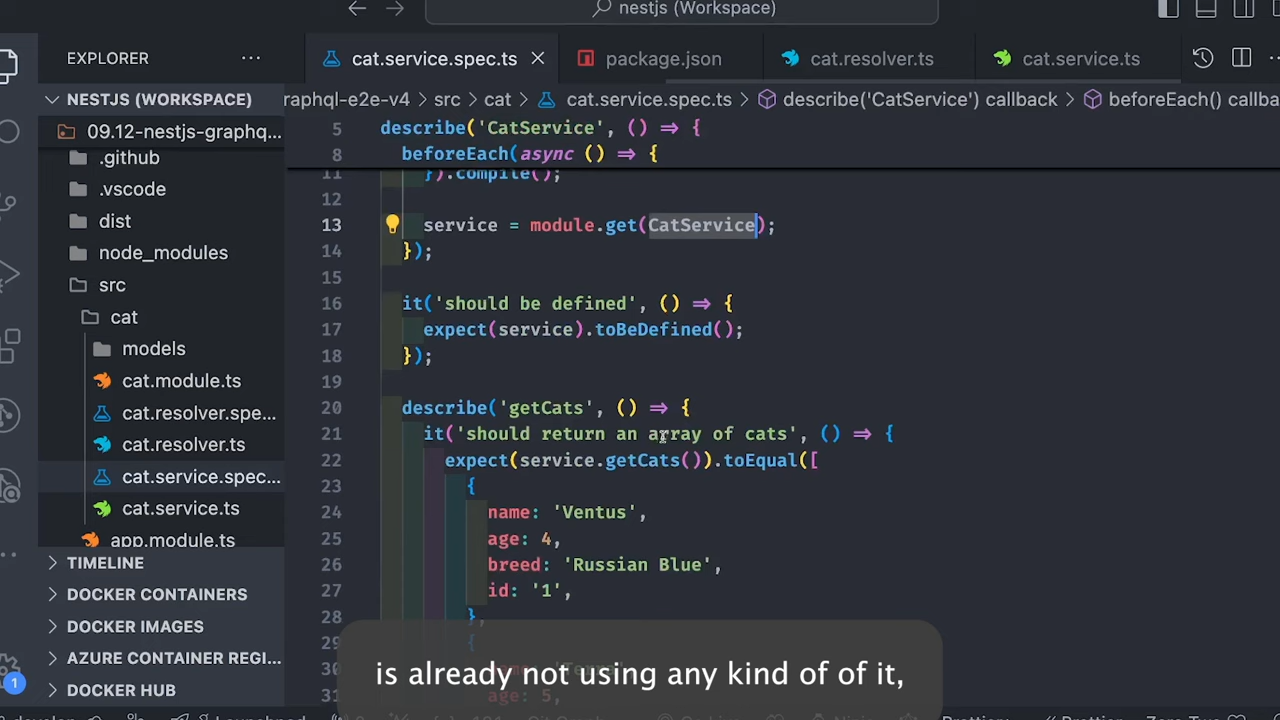 nestjs (Workspace)
EXPLORER
cat.service.spec.ts
package.json
cat.resolver.ts
cat.service.ts
NESTJS (WORKSPACE)
raphql-e2e-v4 > src > cat > cat.service.spec.ts > describe('CatService') callback > beforeEach() callba
09.12-nestjs-graphq...
.github
.vscode
dist
node_modules
src
cat
models
cat.module.ts
cat.resolver.spe...
cat.resolver.ts
cat.service.spec...
cat.service.ts
app.module.ts
TIMELINE
DOCKER CONTAINERS
DOCKER IMAGES
AZURE CONTAINER REGI...
DOCKER HUB
1
5 describe('CatService', () => {
8 beforeEach(async () => {
11 }).compile();
12
13 service = module.get(CatService);
14 });
15
16 it('should be defined', () => {
17 expect(service).toBeDefined();
18 });
19
20 describe('getCats', () => {
21 it('should return an array of cats', () => {
22 expect(service.getCats()).toEqual([
23 {
24 name: 'Ventus',
25 age: 4,
26 breed: 'Russian Blue',
27 id: '1',
28 },
29 {
30
31 age: 5,
is already not using any kind of of it,